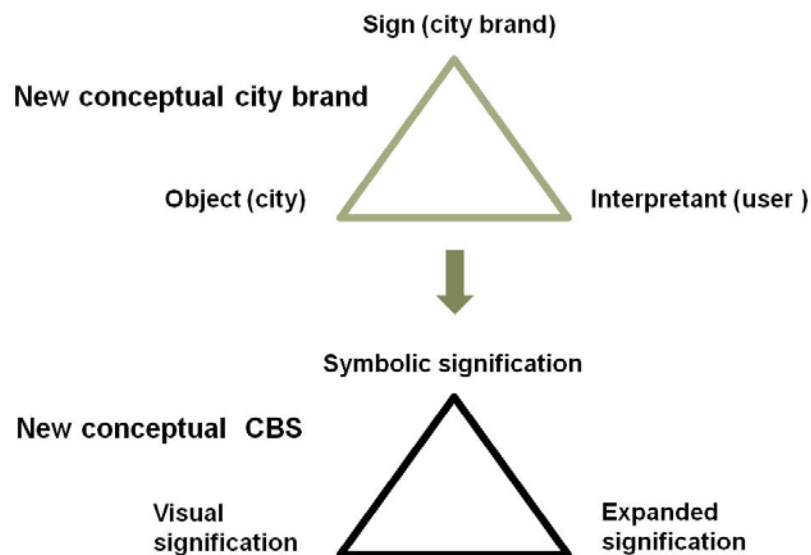 Sign (city brand)
New conceptual city brand
Object (city)
Interpretant (user )
Symbolic signification
New conceptual CBS
Visual
signification
Expanded
signification